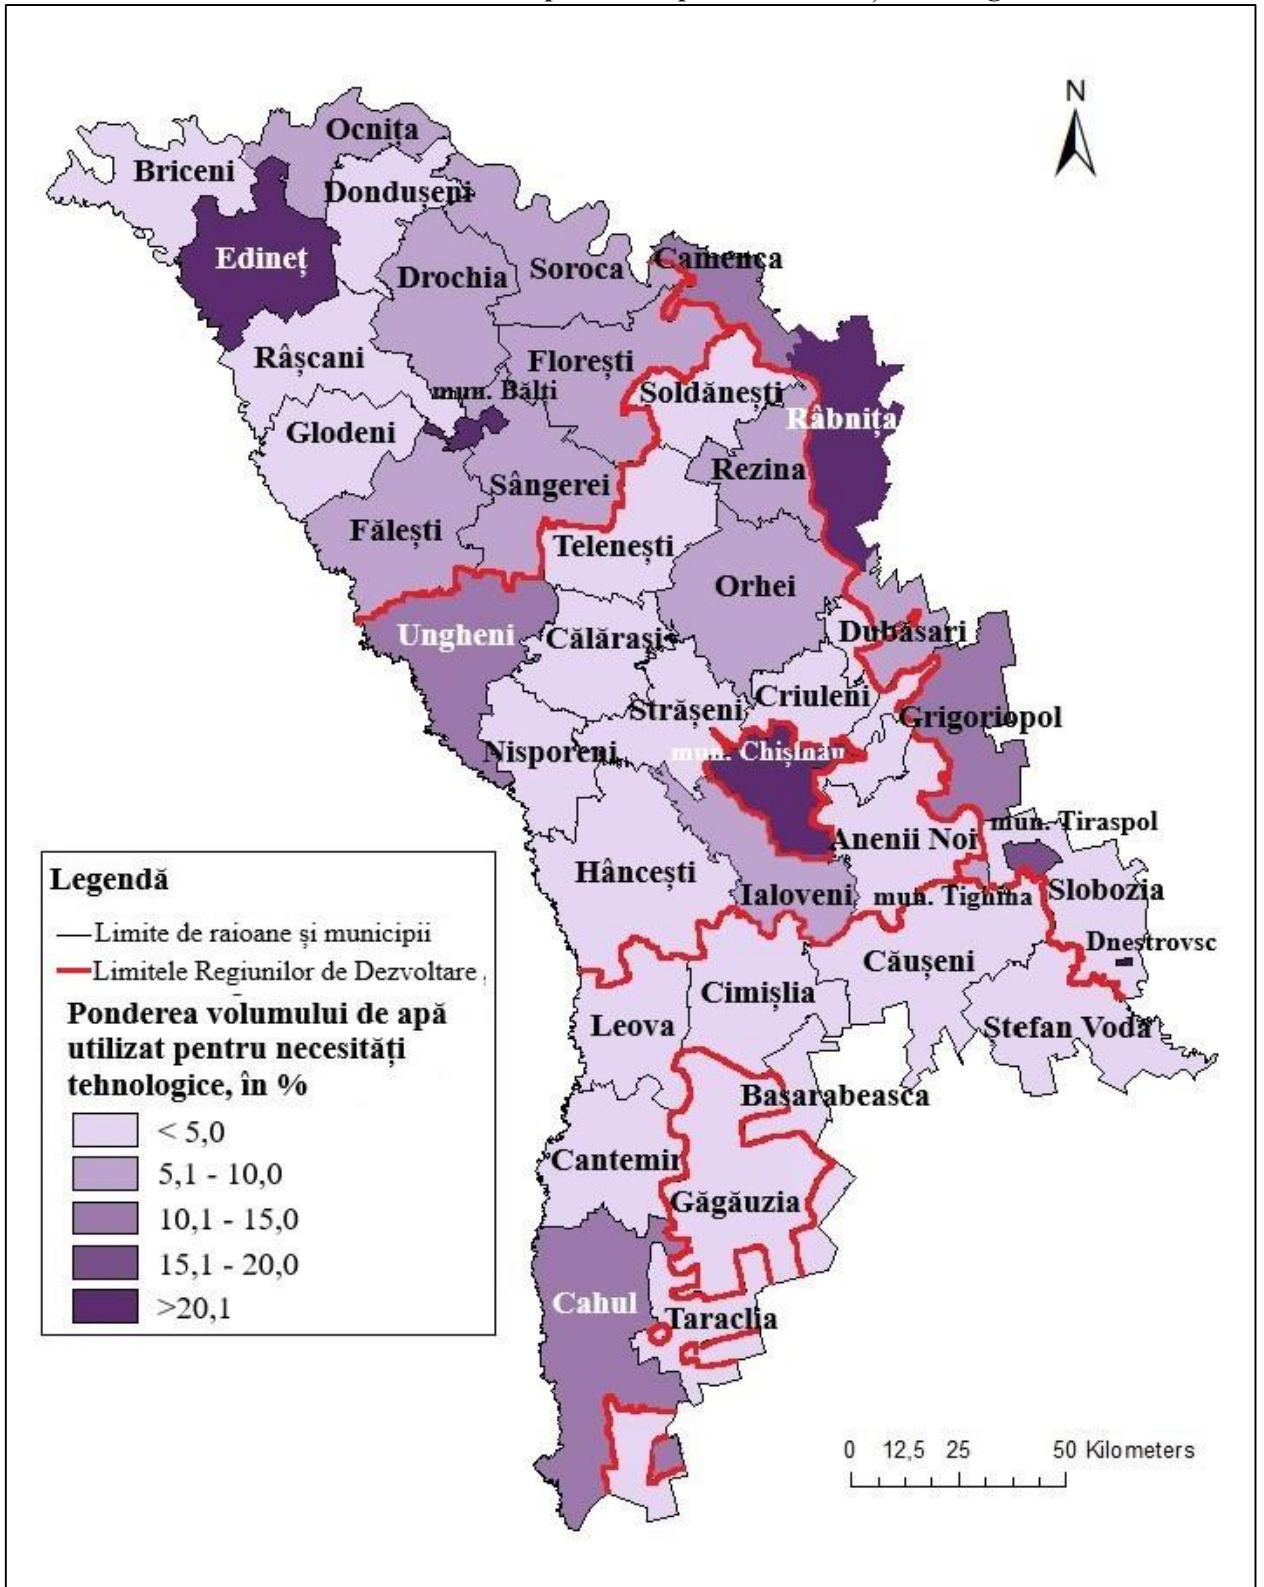 N
Ocnița
Briceni
Dondușeni
Edineț
Camenca
Drochia
Soroca
Râșcani
Florești
mun. Bălți
Soldănești
Râbnița
Glodeni
Rezina
Sângerei
Fălești
Telenești
Orhei
Ungheni
Călărași
Dubăsari
Criuleni
Strășeni
Grigoriopol
Nisporeni
mun. Chișinău
mun. Tiraspol
Anenii Noi
Hâncești
Ialoveni
mun. Tighina
Slobozia
Dnestrovsc
Căușeni
Cimișlia
Leova
Stefan Vodă
Basarabeasca
Cantemir
Găgăuzia
Cahul
Taraclia
Legendă
Limite de raioane și municipii
Limitele Regiunilor de Dezvoltare
Ponderea volumului de apă
utilizat pentru necesități
tehnologice, în %
< 5,0
5,1 - 10,0
10,1 - 15,0
15,1 - 20,0
>20,1
0 12,5 25 50 Kilometers